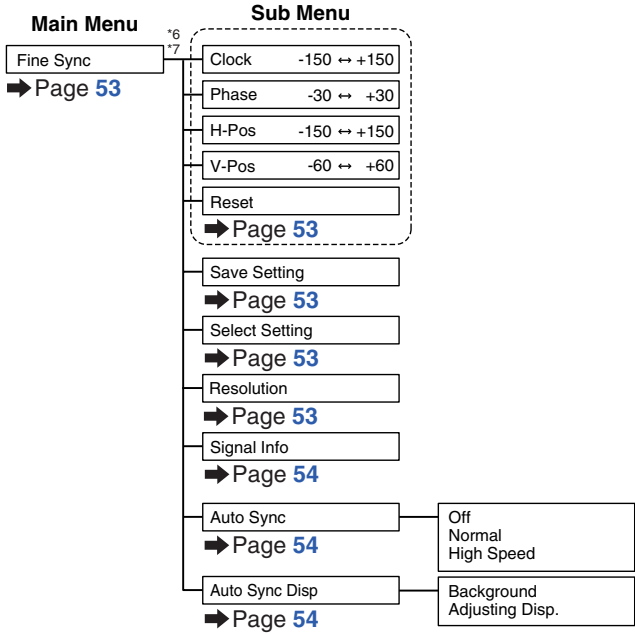 Main Menu
Sub Menu
*6
*7
Fine Sync
➡ Page 53
Clock -150 ↔ +150
Phase -30 ↔ +30
H-Pos -150 ↔ +150
V-Pos -60 ↔ +60
Reset
➡ Page 53
Save Setting
➡ Page 53
Select Setting
➡ Page 53
Resolution
➡ Page 53
Signal Info
➡ Page 54
Auto Sync
➡ Page 54
Off
Normal
High Speed
Auto Sync Disp
➡ Page 54
Background
Adjusting Disp.